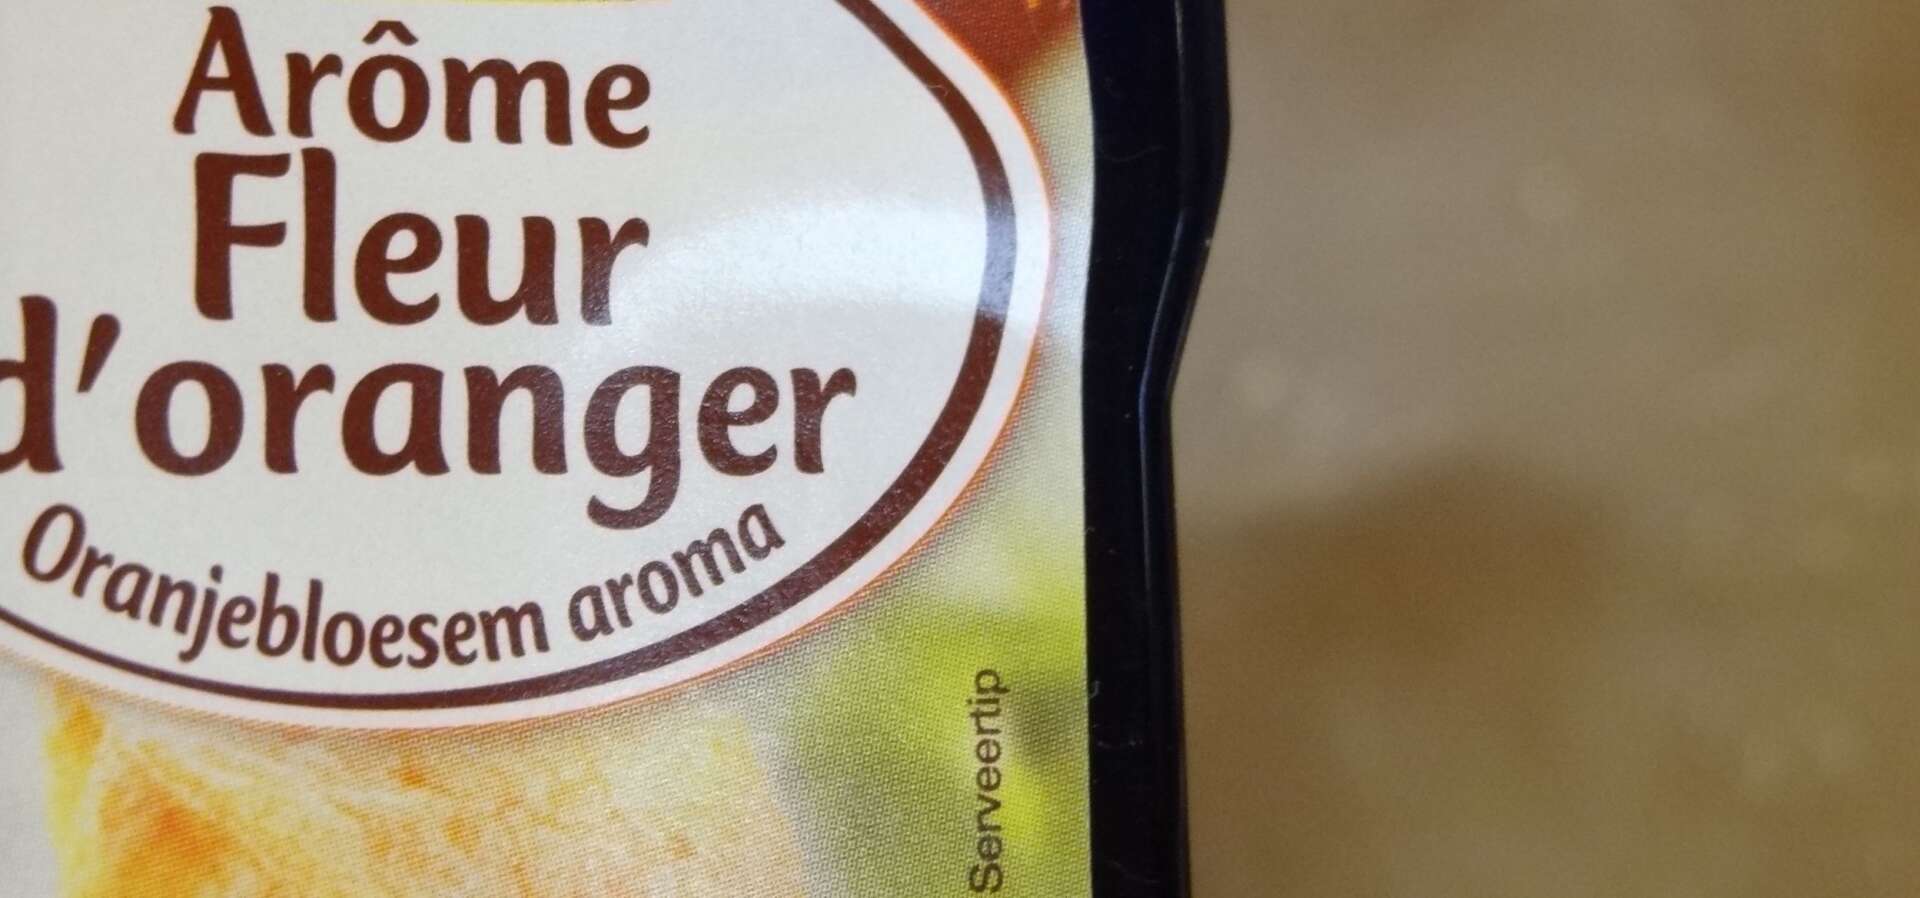 Arôme
Fleur
d'oranger
Oranjebloesem aroma
Serveertip